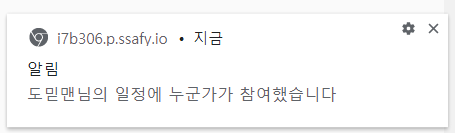 i7b306.p.ssafy.io • 지금
알림
도믿맨님의 일정에 누군가가 참여했습니다